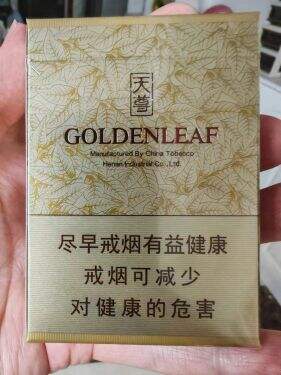 天尊
GOLDENLEAF
Manufactured By China Tobacco
Henan Industrial Co., Ltd.
尽早戒烟有益健康
戒烟可减少
对健康的危害